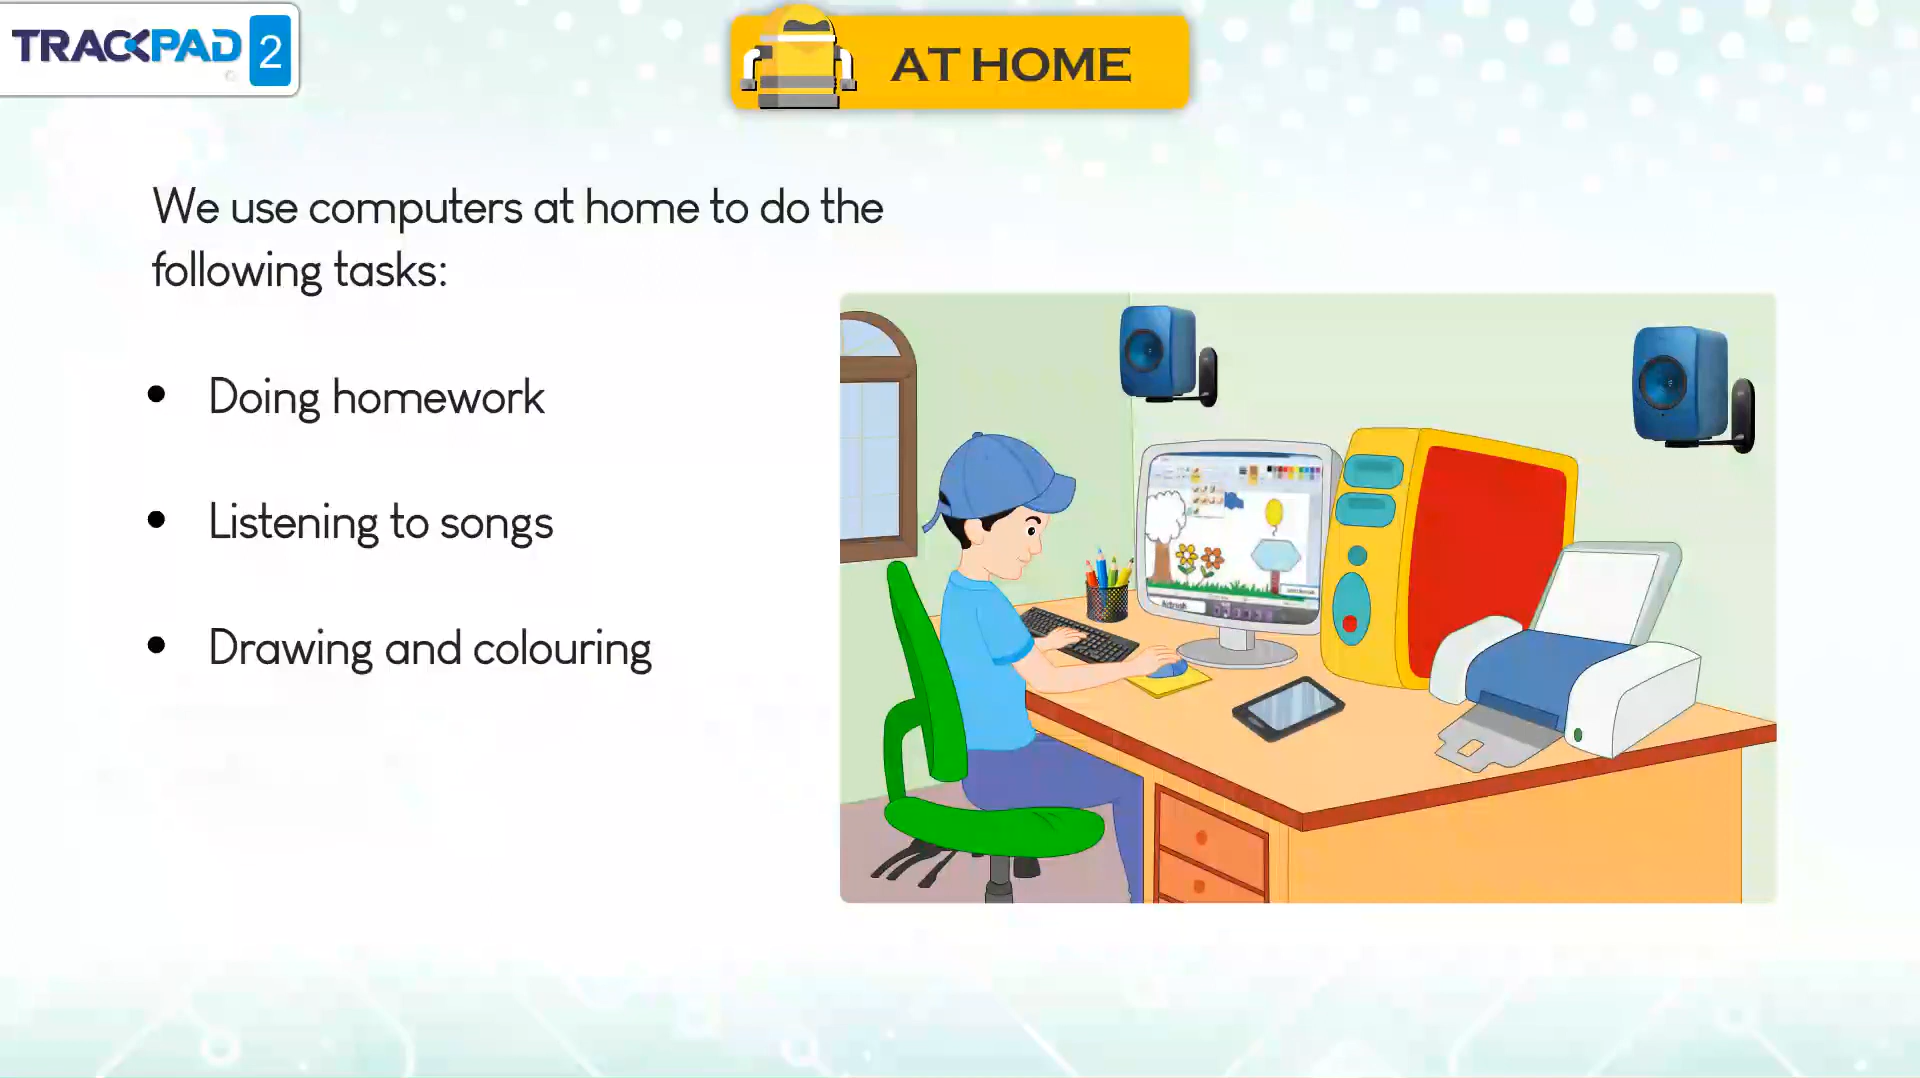 TRACKPAD 2
AT HOME
We use computers at home to do the
following tasks:
• Doing homework
• Listening to songs
• Drawing and colouring
Airbrush